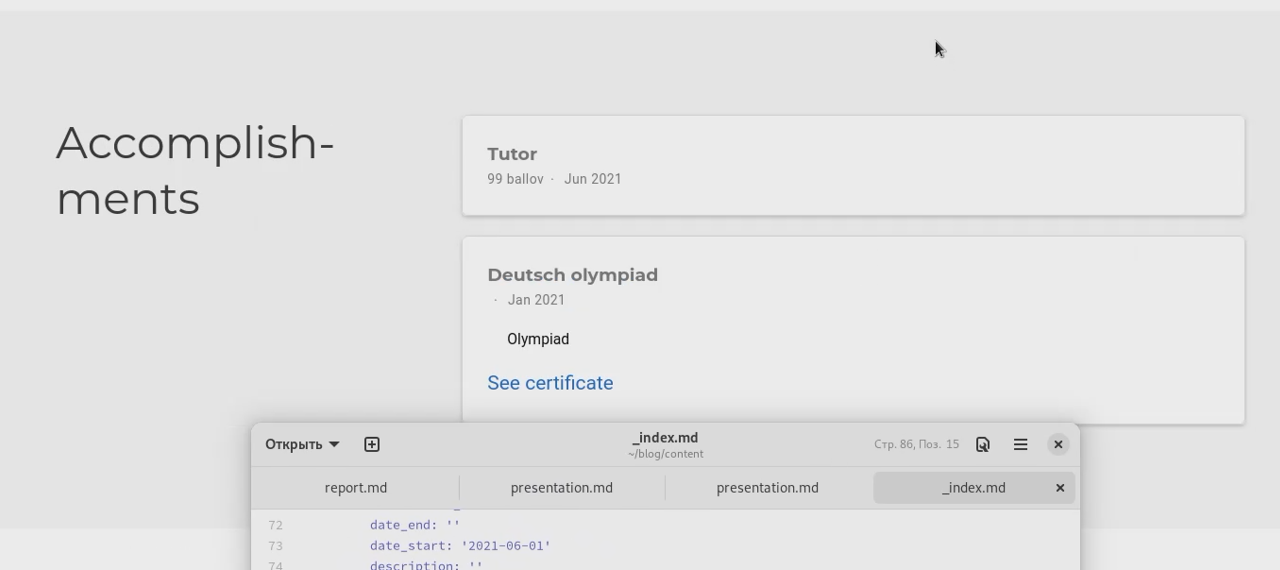 Accomplish-
ments
Tutor
99 ballov · Jun 2021
Deutsch olympiad
· Jan 2021
Olympiad
See certificate
Открыть
_index.md
~/blog/content
Стр. 86, Поз. 15
report.md
presentation.md
presentation.md
_index.md
72 date_end: ''
73 date_start: '2021-06-01'
74 description: ''